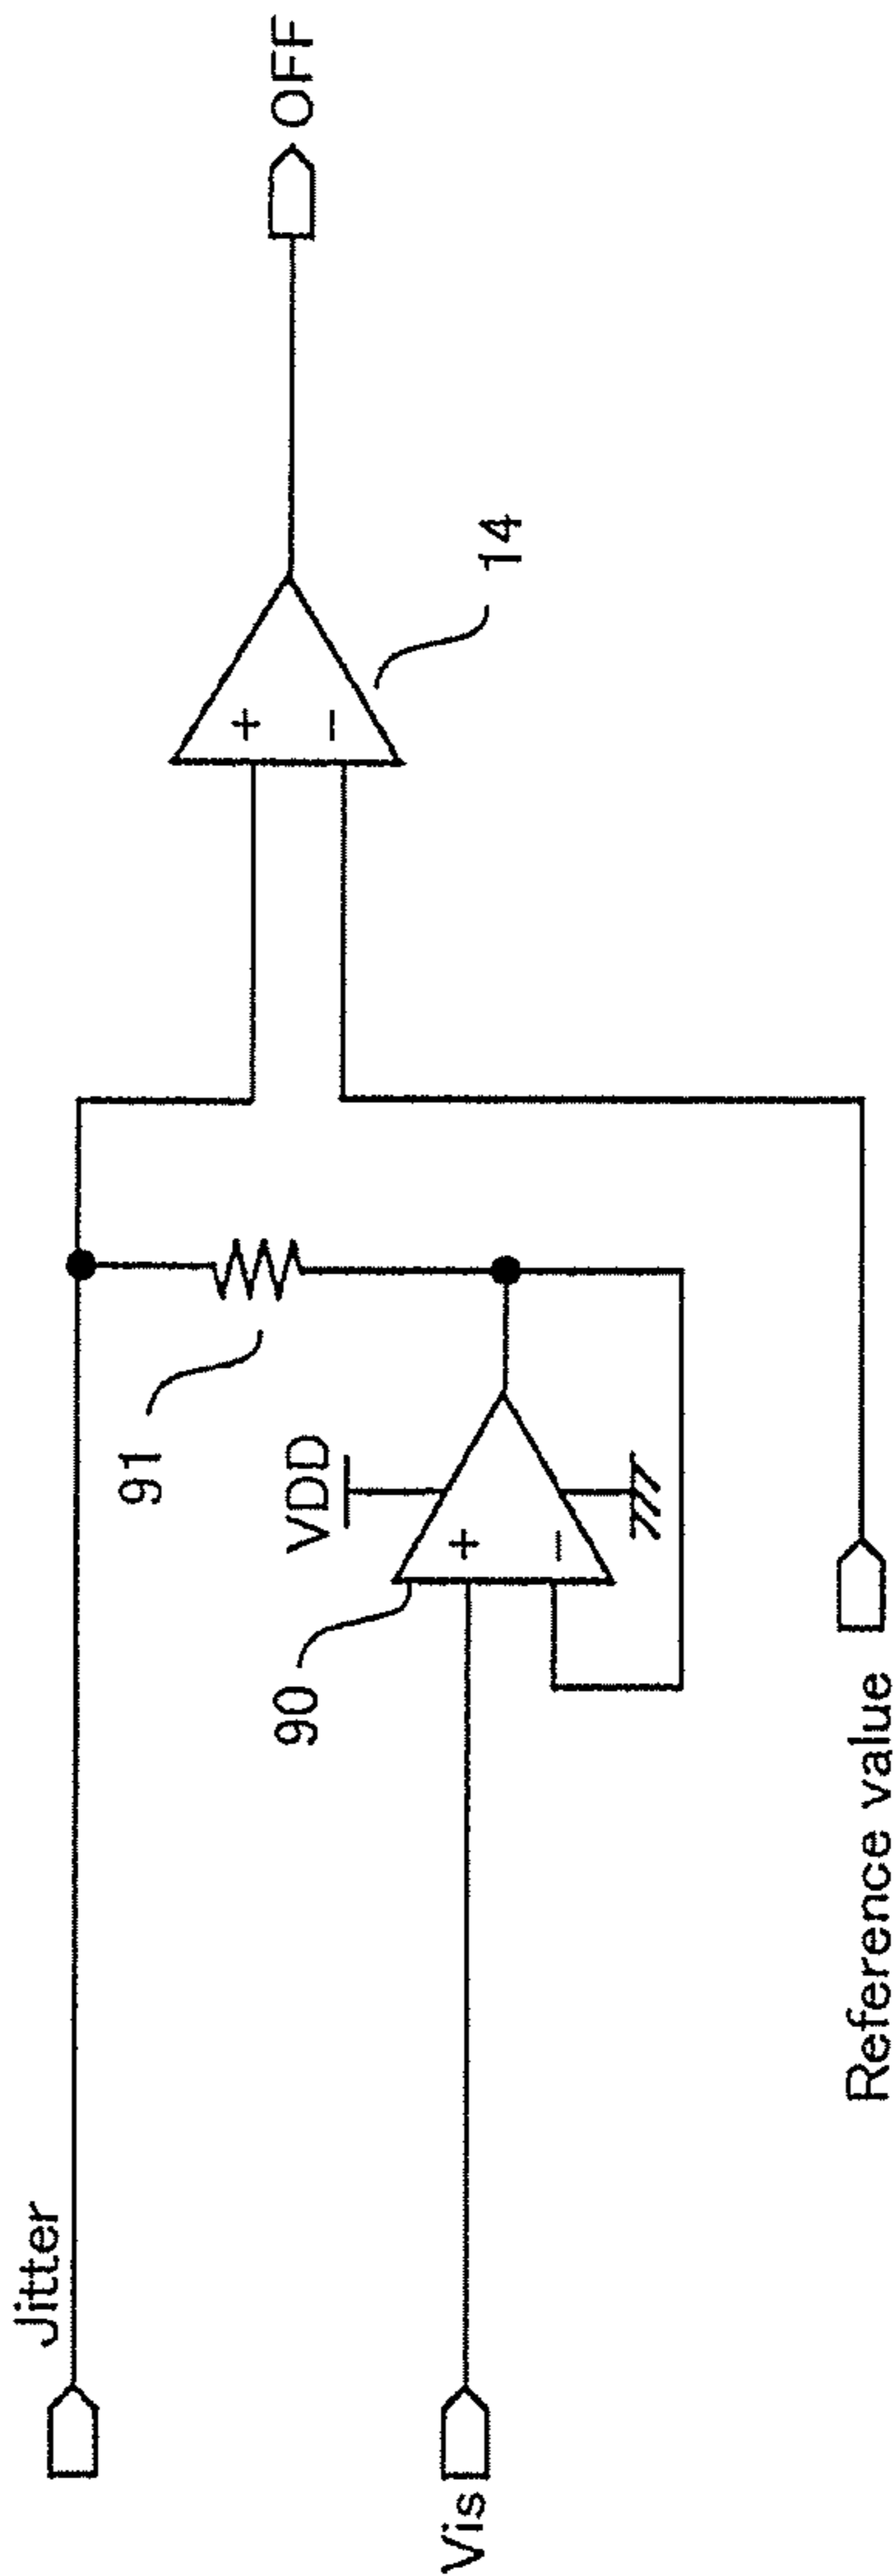 Jitter
OFF
91
+
−
14
VDD
90
+
−
Vis
Reference value